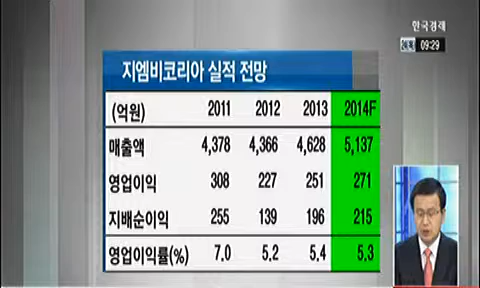 한국경제
09:29
지엠비코리아 실적 전망
(억원) 2011 2012 2013 2014F
매출액 4,378 4,366 4,628 5,137
영업이익 308 227 251 271
지배순이익 255 139 196 215
영업이익률(%) 7.0 5.2 5.4 5.3